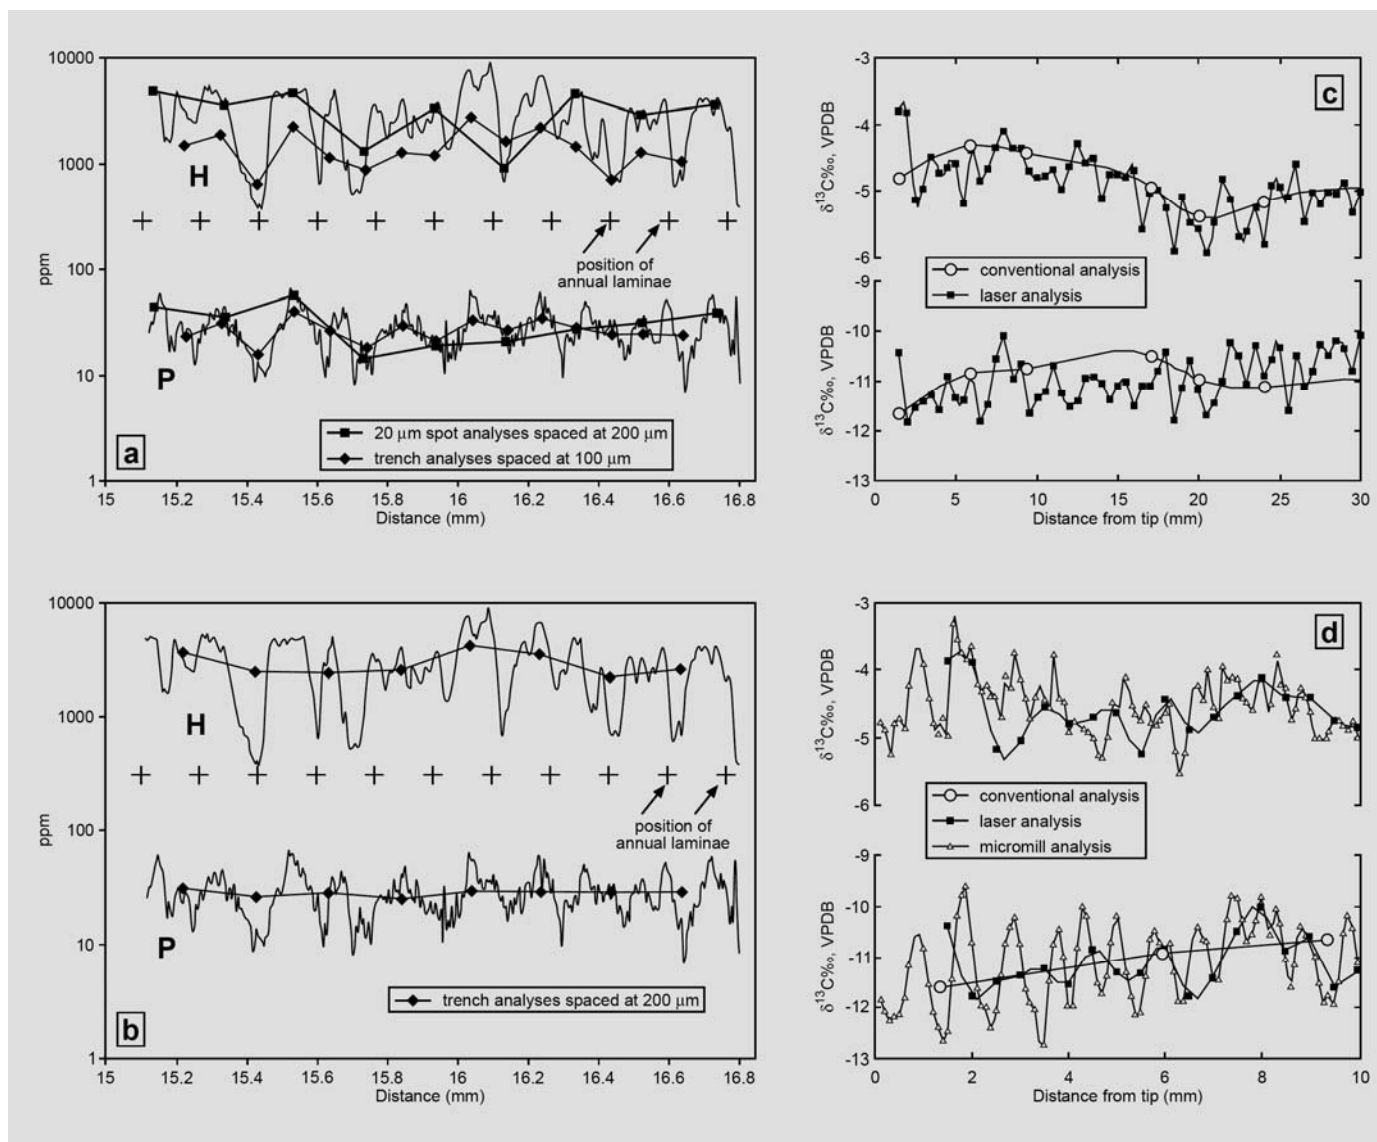 10000
1000
100
10
1
ppm
H
P
position of
annual laminae
a
20 μm spot analyses spaced at 200 μm
trench analyses spaced at 100 μm
15 15.2 15.4 15.6 15.8 16 16.2 16.4 16.6 16.8
Distance (mm)
c
-3
-4
-5
-6
δ13C‰, VPDB
conventional analysis
laser analysis
-9
-10
-11
-12
-13
δ13C‰, VPDB
0 5 10 15 20 25 30
Distance from tip (mm)
10000
1000
100
10
1
ppm
H
P
position of
annual laminae
b
trench analyses spaced at 200 μm
15 15.2 15.4 15.6 15.8 16 16.2 16.4 16.6 16.8
Distance (mm)
d
-3
-4
-5
-6
δ13C‰, VPDB
conventional analysis
laser analysis
micromill analysis
-9
-10
-11
-12
-13
δ13C‰, VPDB
0 2 4 6 8 10
Distance from tip (mm)